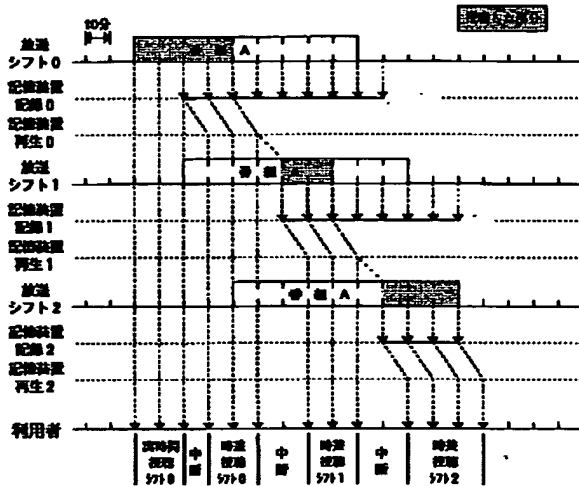 10分
放送
シフト0
番組 A
記憶装置
記録0
記憶装置
再生0
放送
シフト1
番組 A
記憶装置
記録1
記憶装置
再生1
放送
シフト2
番組 A
記憶装置
記録2
記憶装置
再生2
利用者
実時間
視聴
シフト0
中
断
時差
視聴
シフト0
中
断
時差
視聴
シフト1
中
断
時差
視聴
シフト2